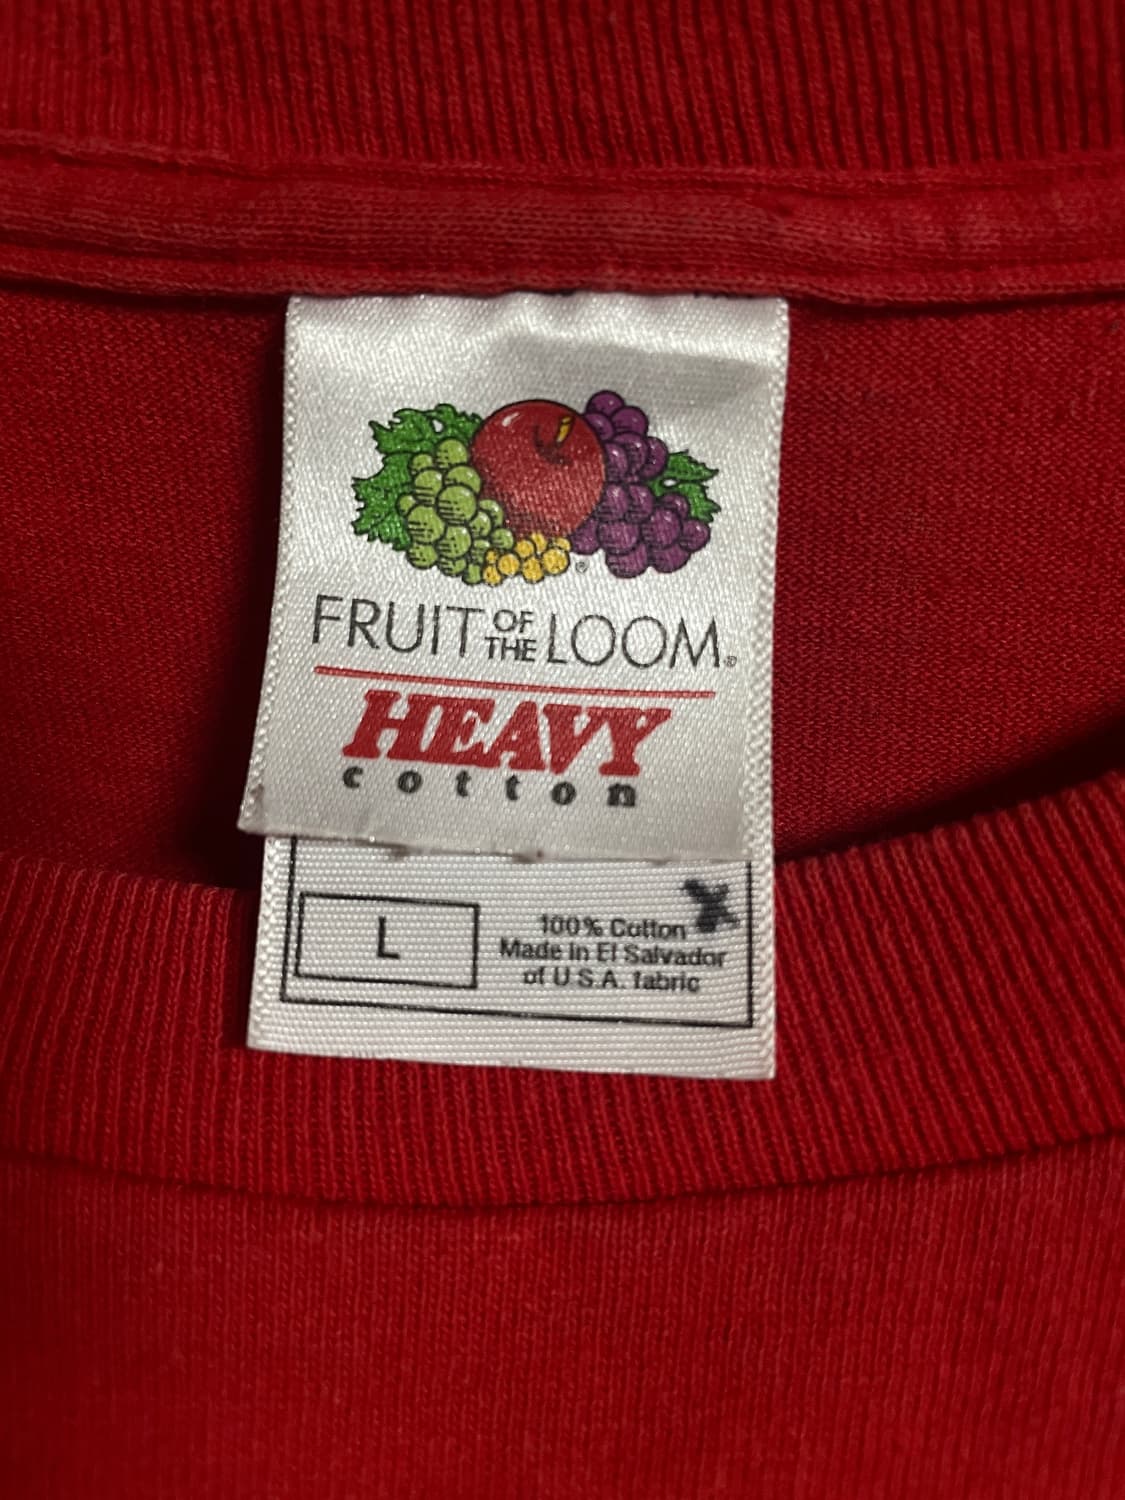 FRUIT OF THE LOOM®
HEAVY
cotton
L
100% Cotton
Made in El Salvador
of U.S.A. fabric